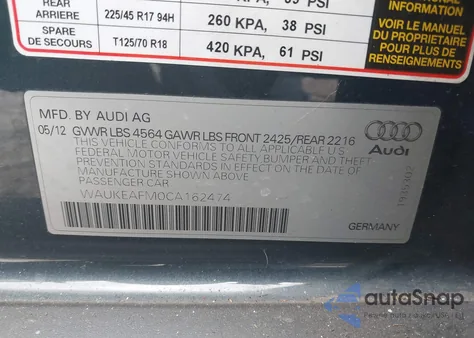 REAR
ARRIERE
225/45 R17 94H
260 KPA, 38 PSI
SPARE
DE SECOURS
T125/70 R18
420 KPA, 61 PSI
INFORMATION
VOIR LE MANUEL
DU PROPRIETAIRE
POUR PLUS DE
RENSEIGNEMENTS
MFD. BY AUDI AG
05/12 GVWR LBS 4564 GAWR LBS FRONT 2425/REAR 2216
THIS VEHICLE CONFORMS TO ALL APPLICABLE
U.S. FEDERAL MOTOR VEHICLE SAFETY BUMPER AND THEFT
PREVENTION STANDARDS IN EFFECT ON THE DATE OF
MANUFACTURE SHOWN ABOVE
PASSENGER CAR
WAUKEAFM0CA162474
Audi
GERMANY
autoSnap